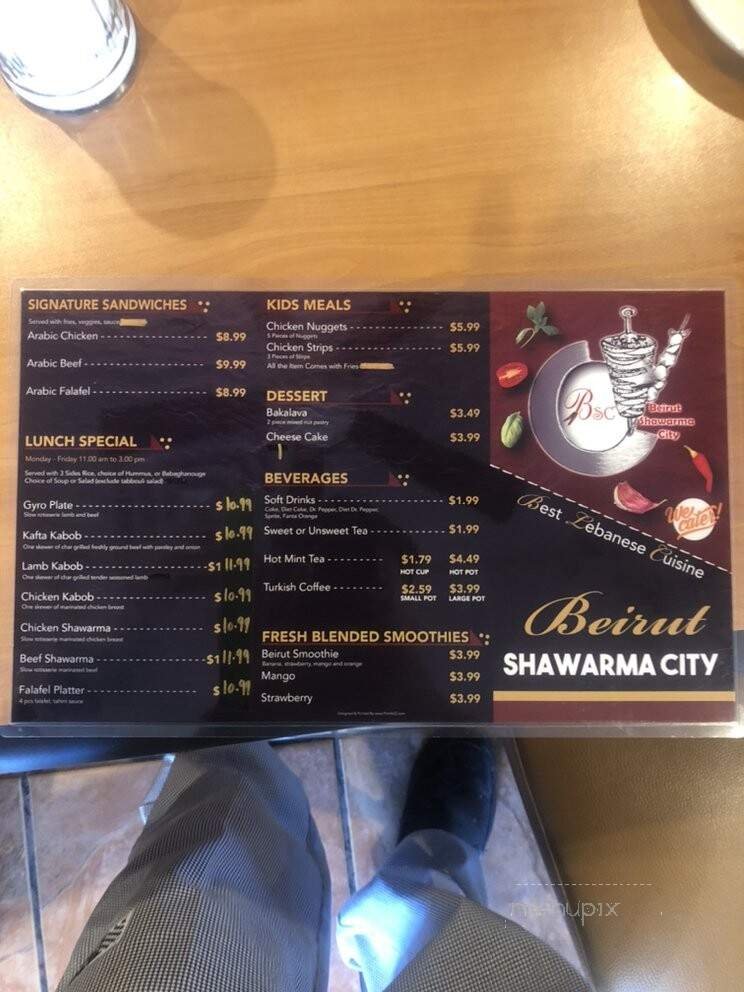 SIGNATURE SANDWICHES
Served with fries, veggies, sauce
Arabic Chicken $8.99
Arabic Beef $9.99
Arabic Falafel $8.99
LUNCH SPECIAL
Monday - Friday 11.00 am to 3.00 pm
Served with 3 Sides Rice, choice of Hummus, or Babaghanouge
Choice of Soup or Salad (exclude tabbouli salad)
Gyro Plate $10.99
Slow rotisserie lamb and beef
Kafta Kabob $10.99
One skewer of char grilled freshly ground beef with parsley and onion
Lamb Kabob $11.99
One skewer of char grilled tender seasoned lamb
Chicken Kabob $10.99
One skewer of marinated chicken breast
Chicken Shawarma $10.99
Slow rotisserie marinated chicken breast
Beef Shawarma $11.99
Slow rotisserie marinated beef
Falafel Platter $10.99
4 pcs falafel, tahini sauce
KIDS MEALS
Chicken Nuggets $5.99
5 Pieces of Nuggets
Chicken Strips $5.99
3 Pieces of Strips
All the Item Comes with Fries
DESSERT
Bakalava $3.49
2 piece mixed nut pastry
Cheese Cake $3.99
BEVERAGES
Soft Drinks $1.99
Coke, Diet Coke, Dr. Pepper, Diet Dr. Pepper,
Sprite, Fanta Orange
Sweet or Unsweet Tea $1.99
Hot Mint Tea $1.79 $4.49
HOT CUP HOT POT
Turkish Coffee $2.59 $3.99
SMALL POT LARGE POT
FRESH BLENDED SMOOTHIES
Beirut Smoothie $3.99
Banana, strawberry, mango and orange
Mango $3.99
Strawberry $3.99
BSC
Beirut
Shawarma
City
We
cater!
Best Lebanese Cuisine
Beirut
SHAWARMA CITY
menupix